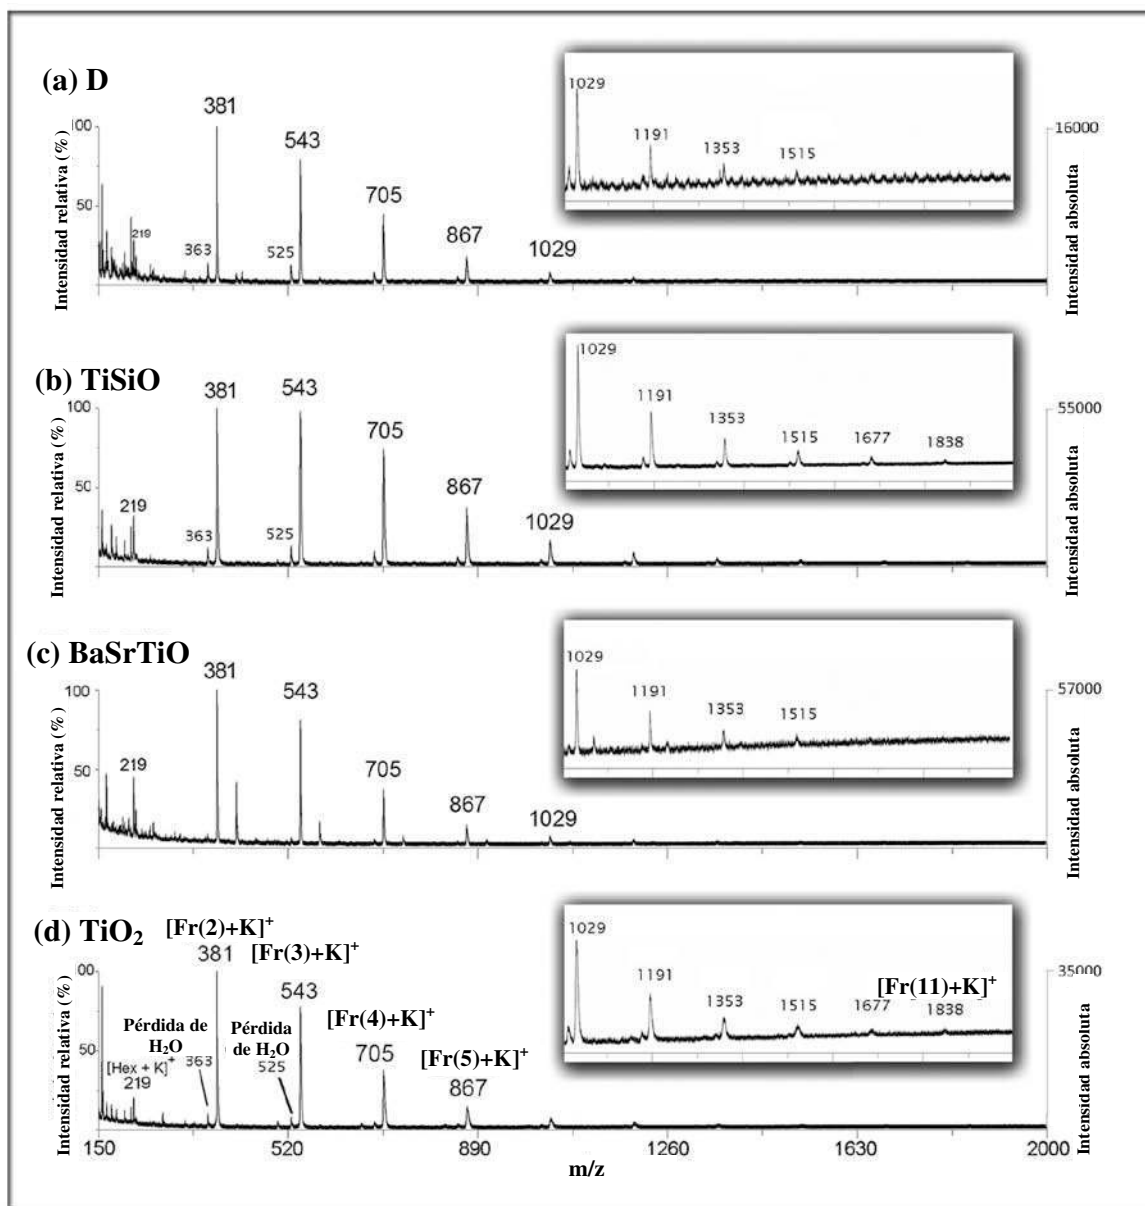 (a) D
Intensidad relativa (%)
00
50
381
543
705
867
1029
219
363
525
1029
1191
1353
1515
16000
Intensidad absoluta
(b) TiSiO
Intensidad relativa (%)
100
50
381
543
705
867
1029
219
363
525
1029
1191
1353
1515
1677
1838
55000
Intensidad absoluta
(c) BaSrTiO
Intensidad relativa (%)
100
50
381
543
705
867
1029
219
1029
1191
1353
1515
57000
Intensidad absoluta
(d) TiO₂
Intensidad relativa (%)
00
50
[Fr(2)+K]⁺
381
[Fr(3)+K]⁺
543
[Fr(4)+K]⁺
705
[Fr(5)+K]⁺
867
Pérdida de
H₂O
363
Pérdida
de H₂O
525
[Hex + K]⁺
219
1029
1191
1353
1515
1677
[Fr(11)+K]⁺
1838
35000
Intensidad absoluta
150
520
890
1260
1630
2000
m/z